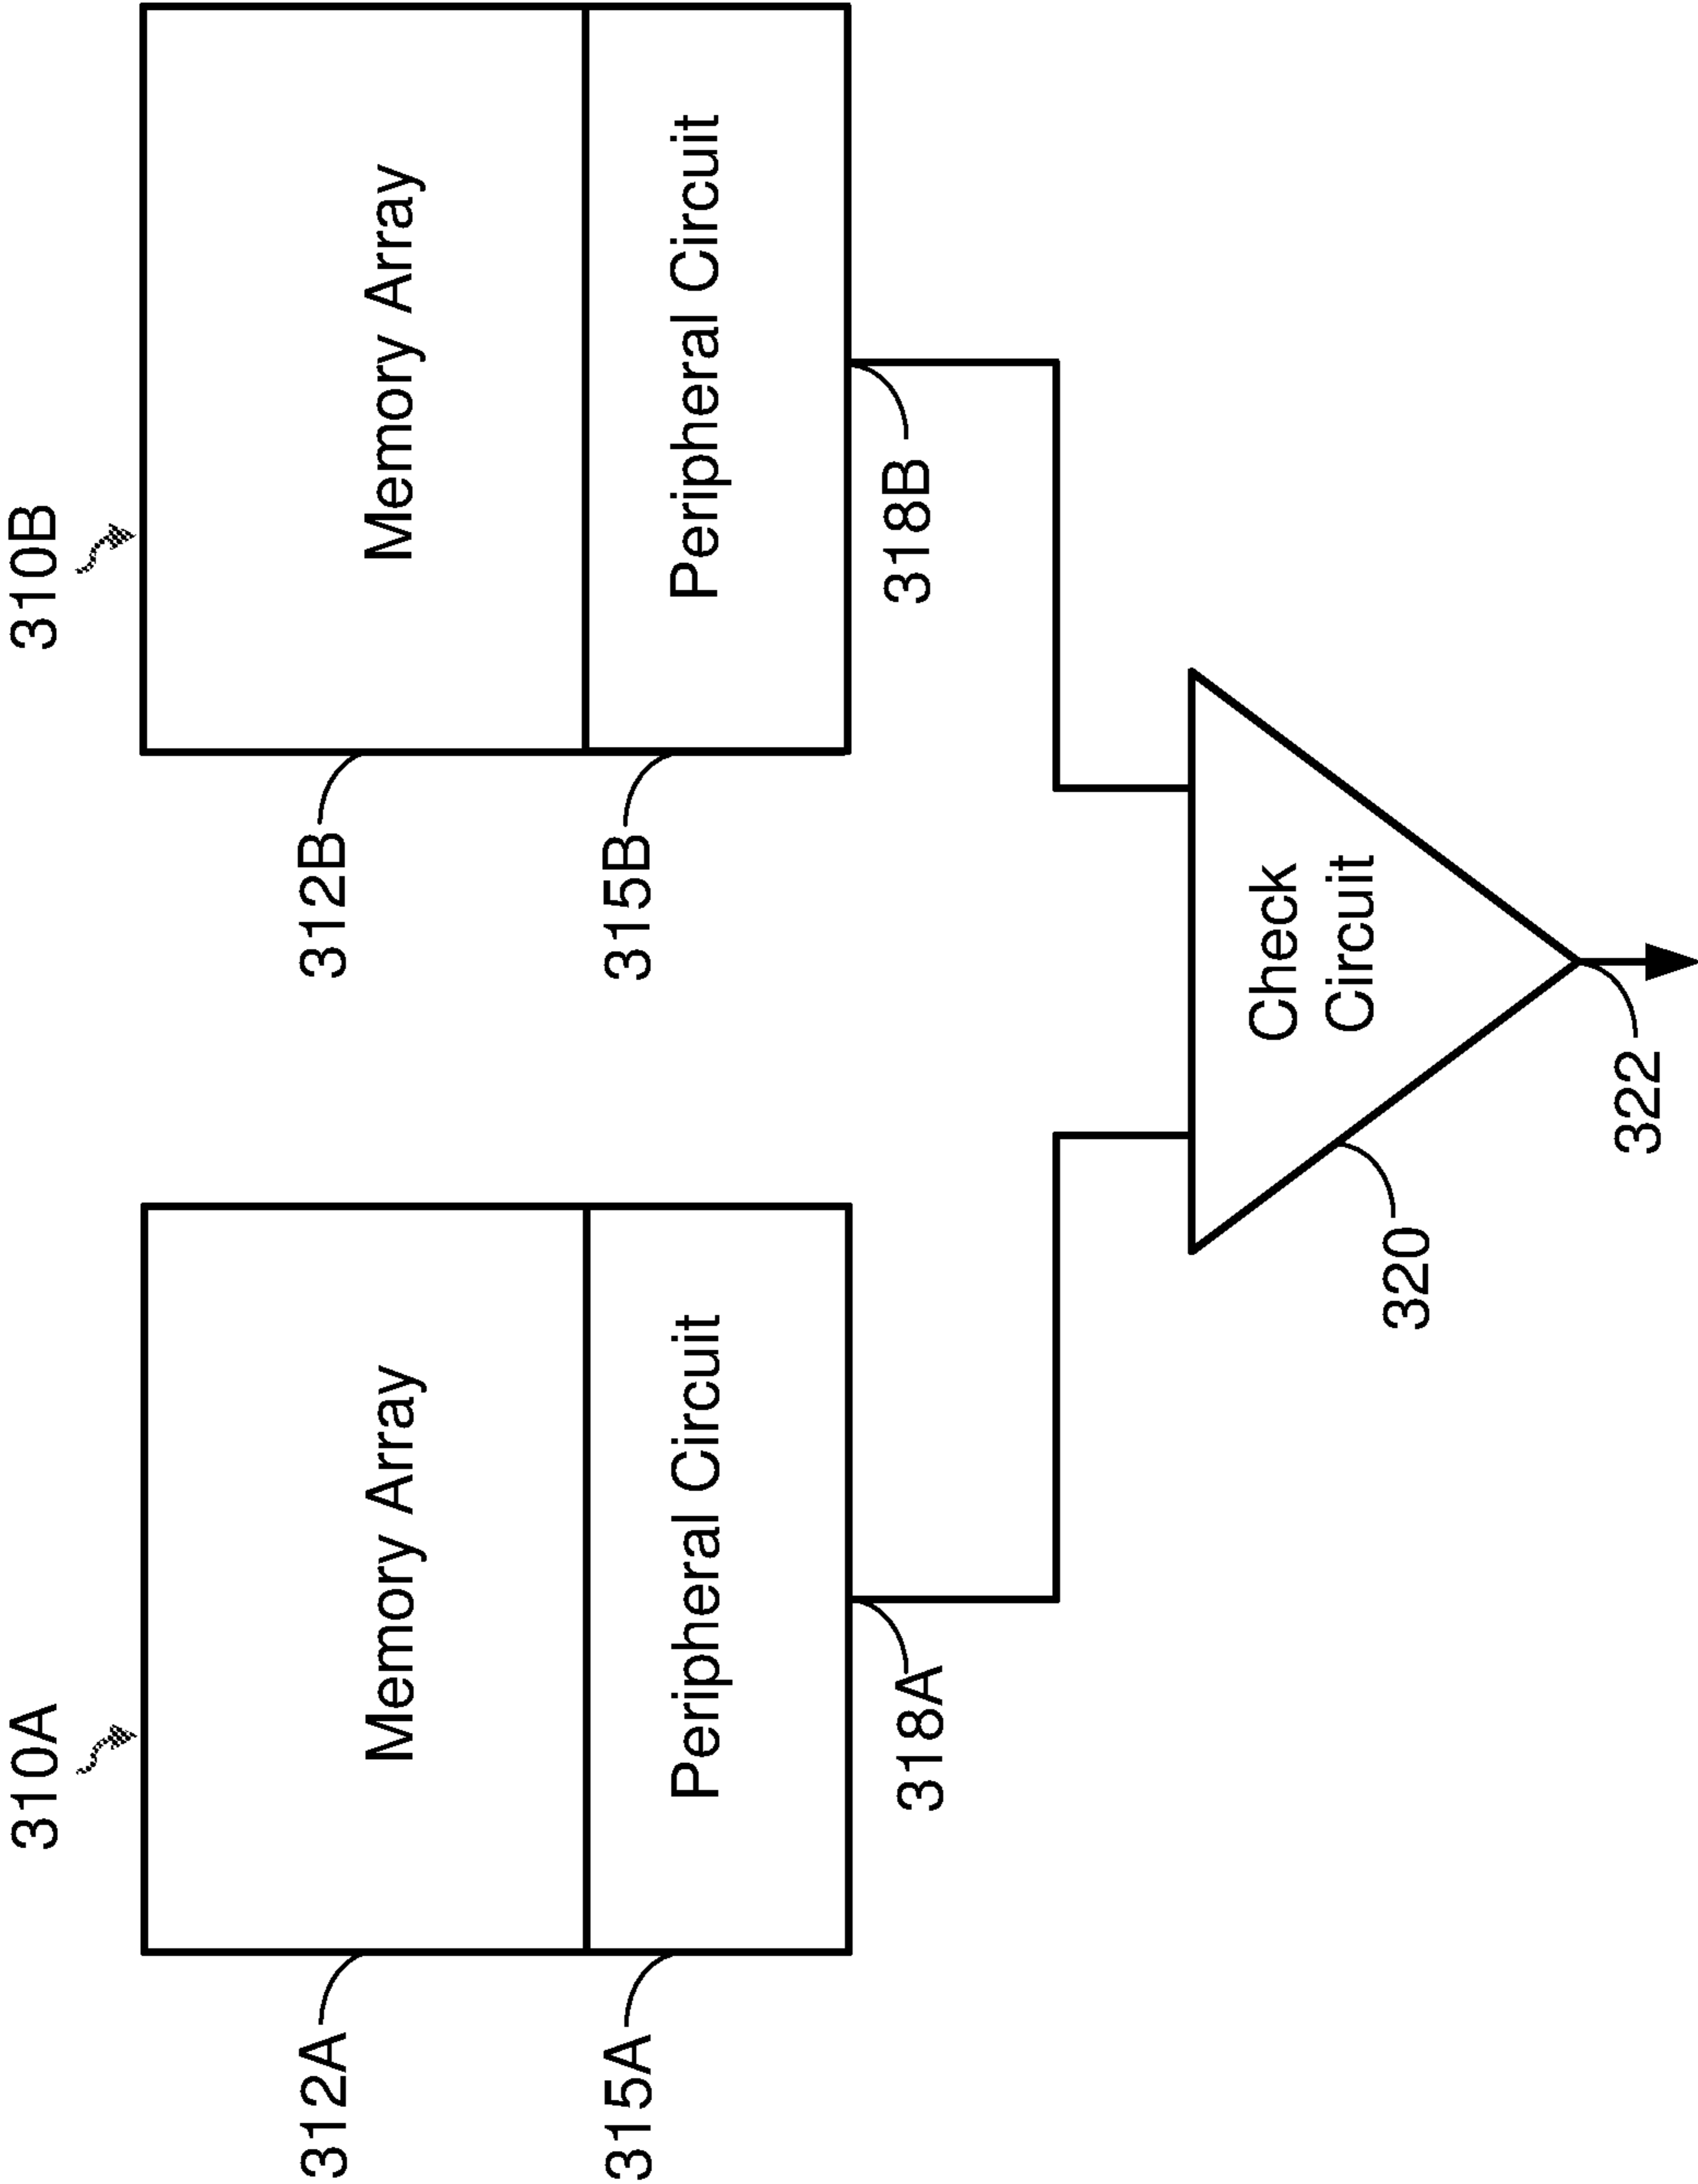 310A
310B
312A
Memory Array
312B
Memory Array
315A
Peripheral Circuit
315B
Peripheral Circuit
318A
318B
Check
Circuit
320
322